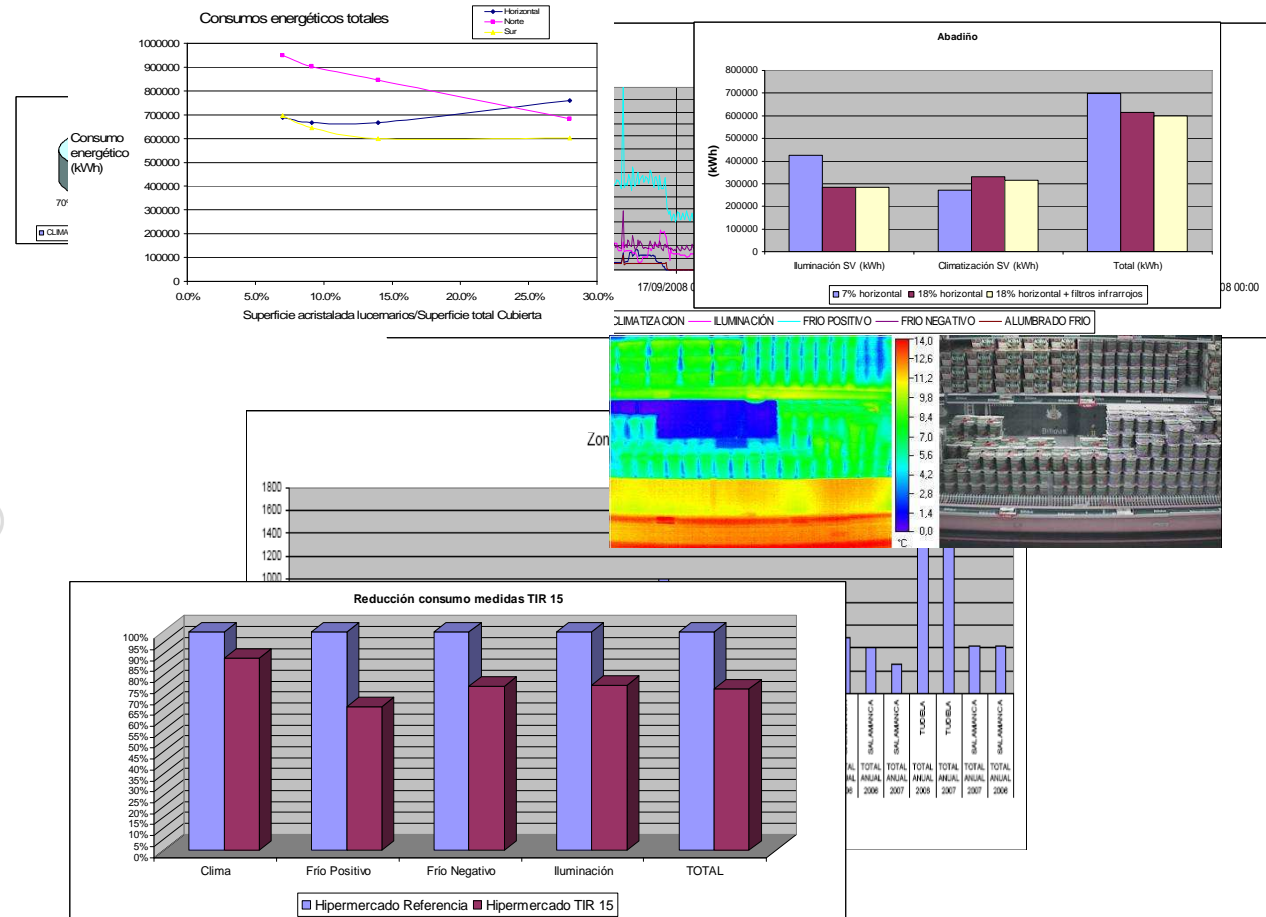 Consumos energéticos totales
Horizontal
Norte
Sur
1000000
900000
800000
700000
600000
500000
400000
300000
200000
100000
0
Consumo
energético
(kWh)
0.0% 5.0% 10.0% 15.0% 20.0% 25.0% 30.0%
Superficie acristalada lucernarios/Superficie total Cubierta
CLIMATIZACION ILUMINACIÓN FRIO POSITIVO FRIO NEGATIVO ALUMBRADO FRIO
17/09/2008
00:00
Abadiño
800000
700000
600000
500000
400000
300000
200000
100000
0
(kWh)
Iluminación SV (kWh) Climatización SV (kWh) Total (kWh)
7% horizontal 18% horizontal 18% horizontal + filtros infrarrojos
14,0
12,6
11,2
9,8
8,4
7,0
5,6
4,2
2,8
1,4
0,0
°C
1800
1600
1400
1200
1000
SALAMANCA SALAMANCA TUDELA TUDELA SALAMANCA SALAMANCA
TOTAL TOTAL TOTAL TOTAL TOTAL TOTAL
ANUAL ANUAL ANUAL ANUAL ANUAL ANUAL
2006 2007 2006 2007 2007 2006
Reducción consumo medidas TIR 15
100%
95%
90%
85%
80%
75%
70%
65%
60%
55%
50%
45%
40%
35%
30%
25%
20%
15%
10%
5%
0%
Clima Frío Positivo Frío Negativo Iluminación TOTAL
Hipermercado Referencia Hipermercado TIR 15